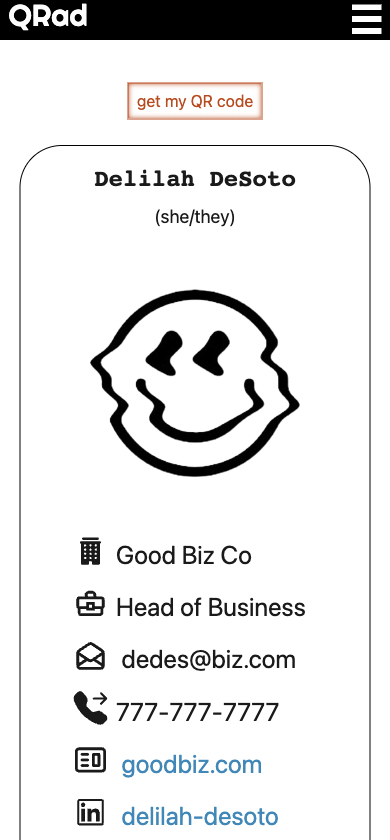 QRad
get my QR code
Delilah DeSoto
(she/they)
Good Biz Co
Head of Business
dedes@biz.com
777-777-7777
goodbiz.com
in delilah-desoto